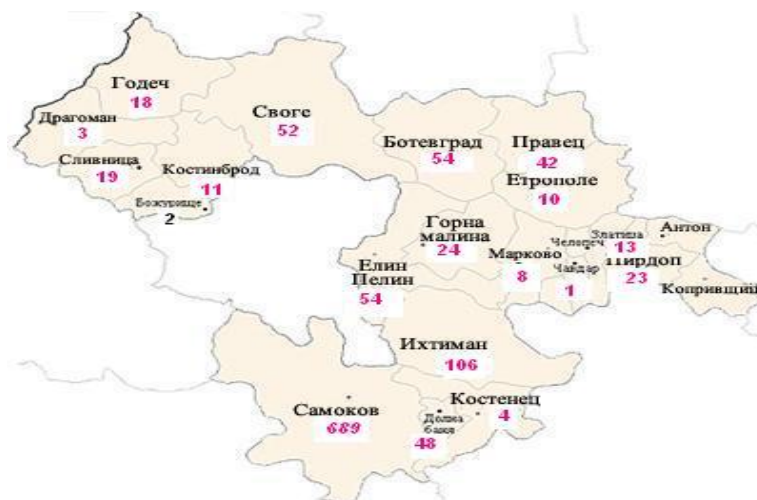 Годеч
18
Своге
52
Драгоман
3
Ботевград
54
Правец
42
Сливница
19
Костинброд
11
Етрополе
10
Божурище
2
Горна
малина
24
Златица
13
Антон
Челопеч
Марково
8
Чавдар
1
Пирдоп
23
Копривщиц
Елин
Пелин
54
Ихтиман
106
Самоков
689
Долна
баня
48
Костенец
4